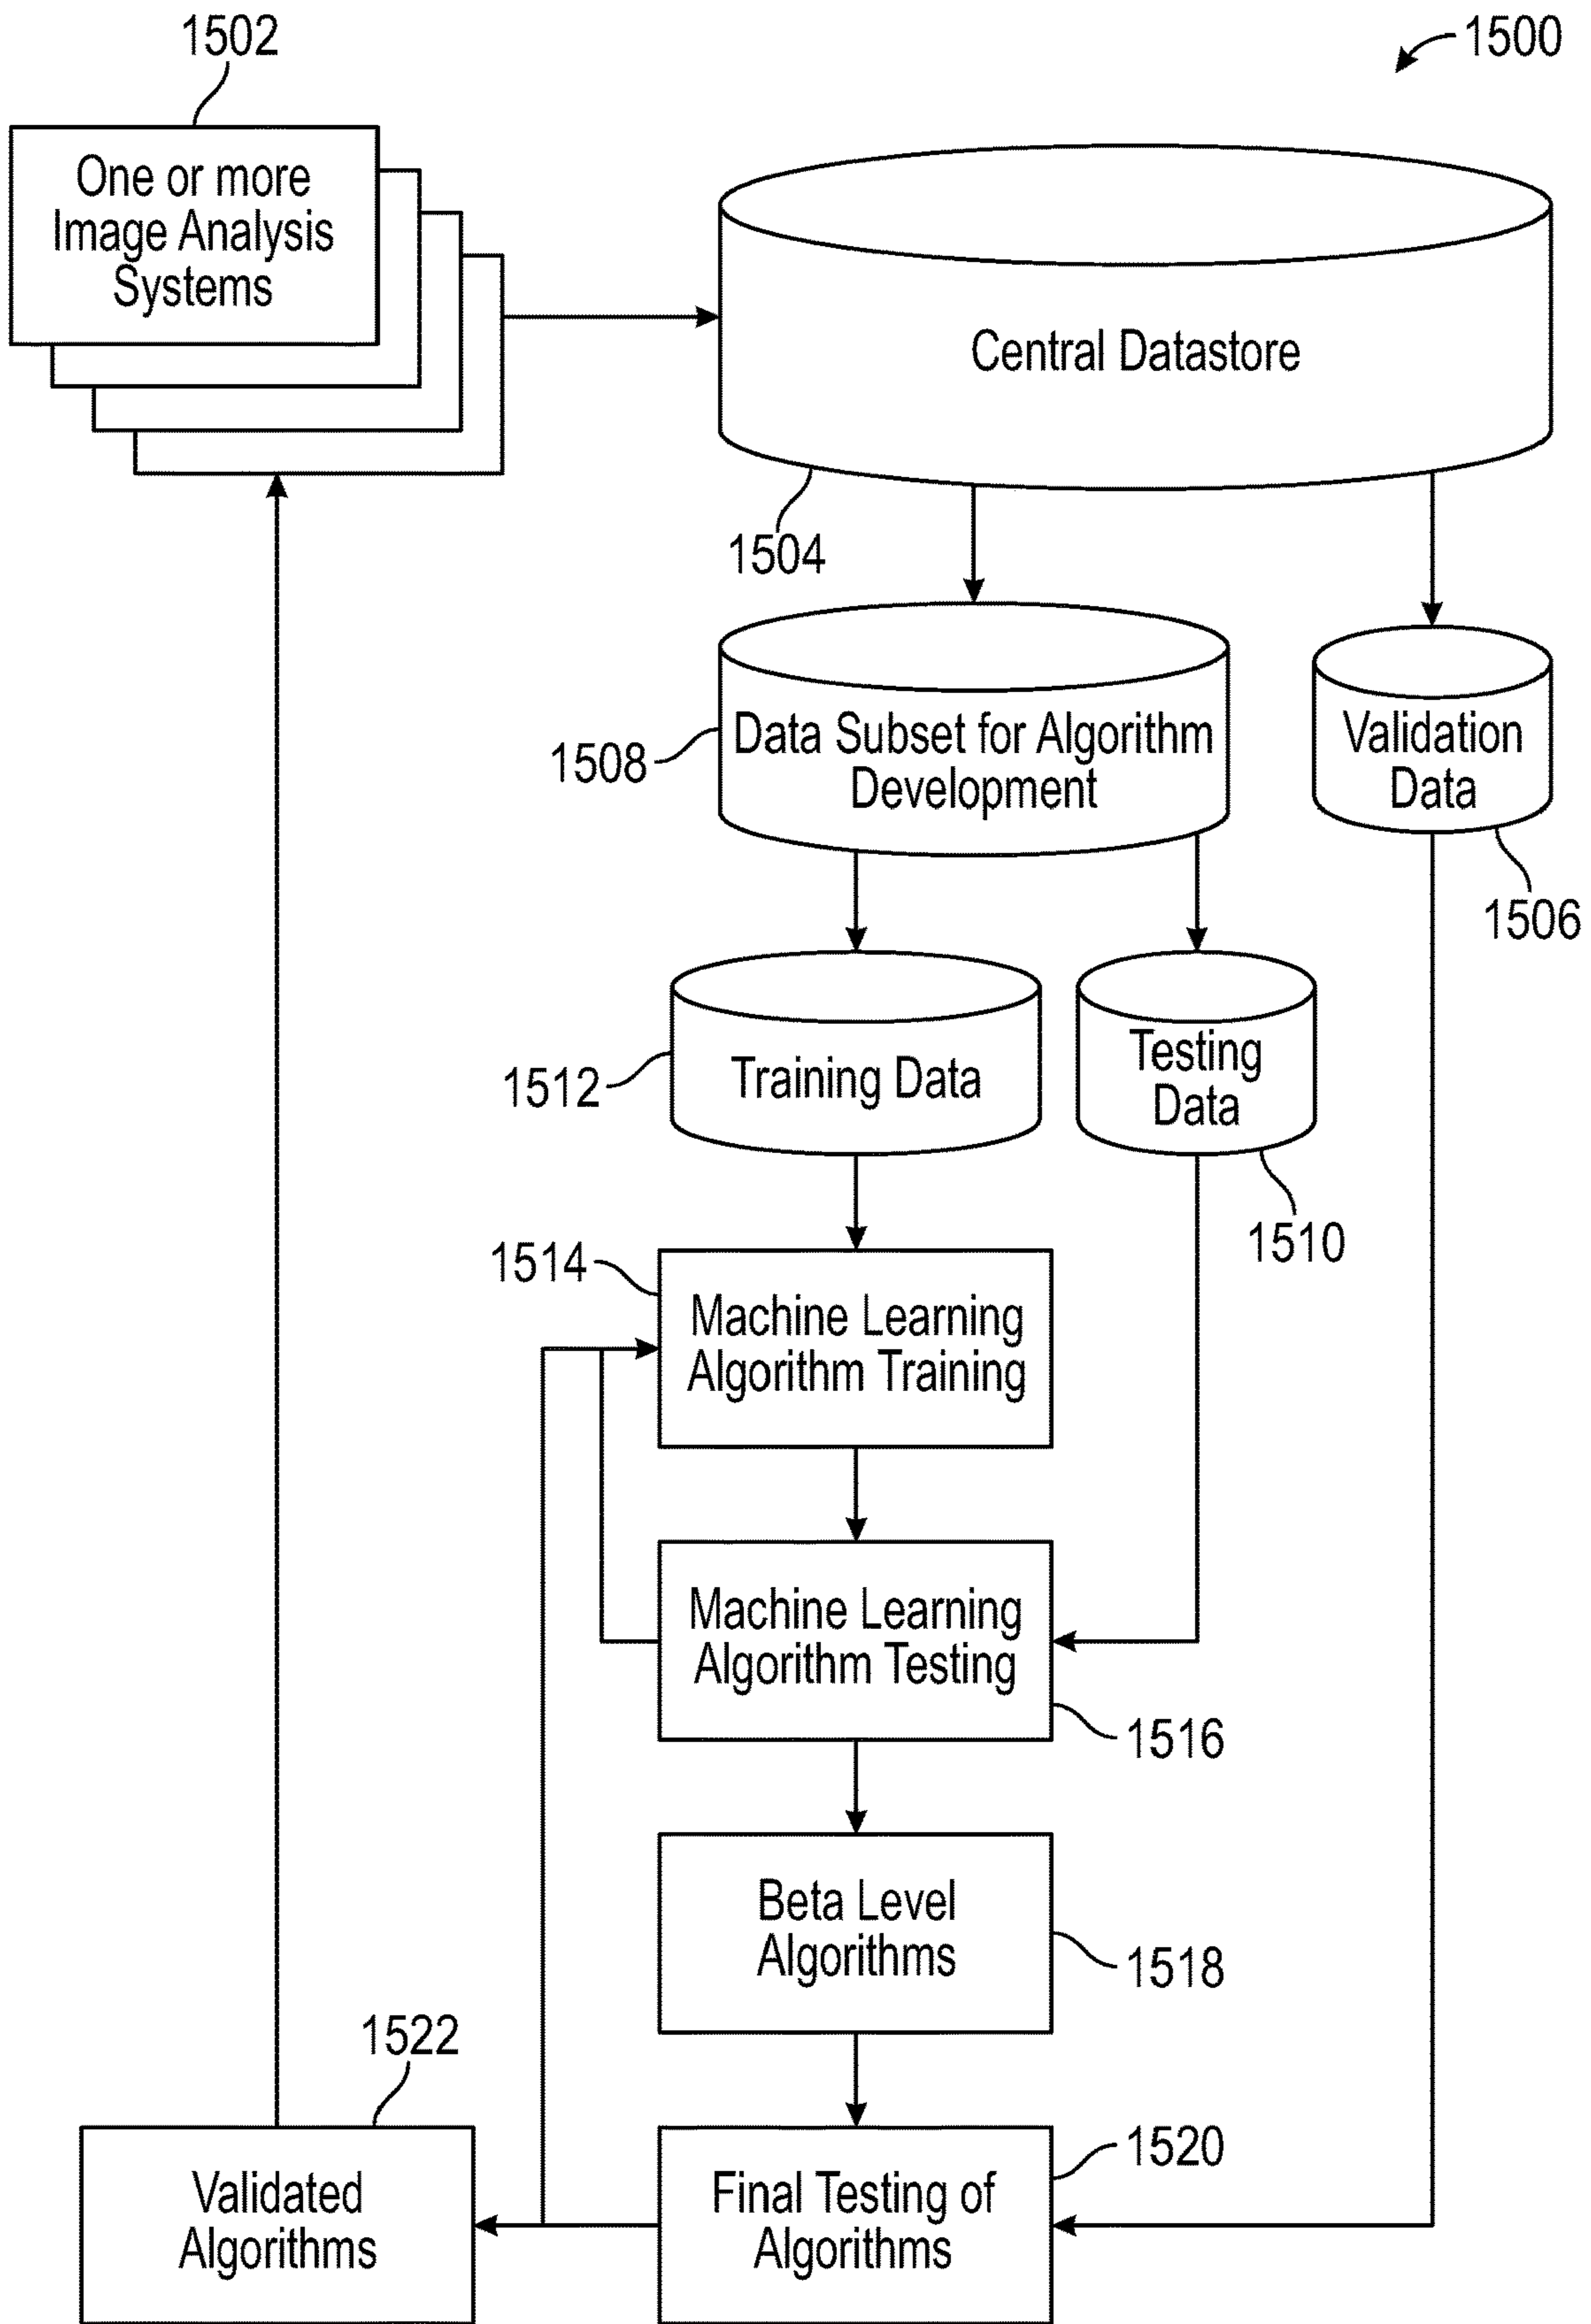 1502
1500
One or more
Image Analysis
Systems
Central Datastore
1504
1508
Data Subset for Algorithm
Development
Validation
Data
1506
1512
Training Data
Testing
Data
1510
1514
Machine Learning
Algorithm Training
Machine Learning
Algorithm Testing
1516
Beta Level
Algorithms
1518
1522
1520
Validated
Algorithms
Final Testing of
Algorithms